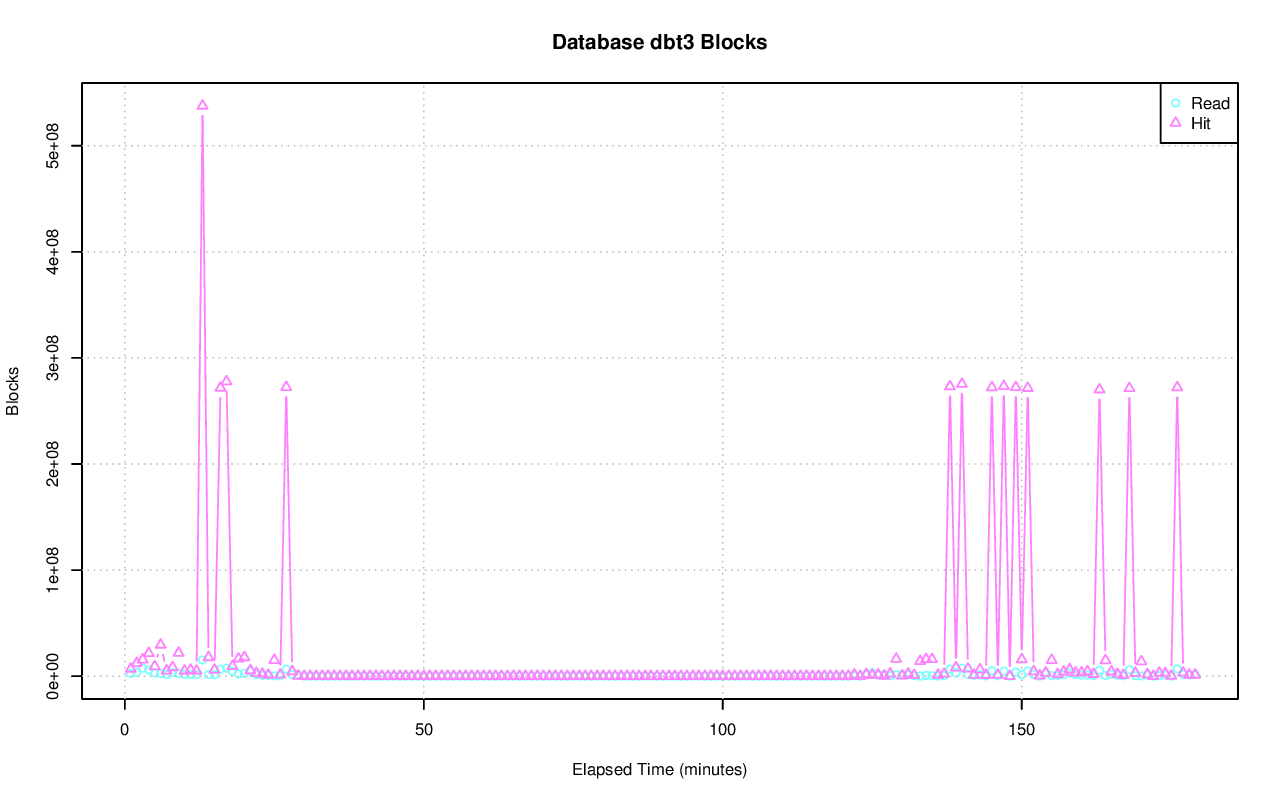 Database dbt3 Blocks
Read
Hit
Blocks
5e+08
4e+08
3e+08
2e+08
1e+08
0e+00
0
50
100
150
Elapsed Time (minutes)